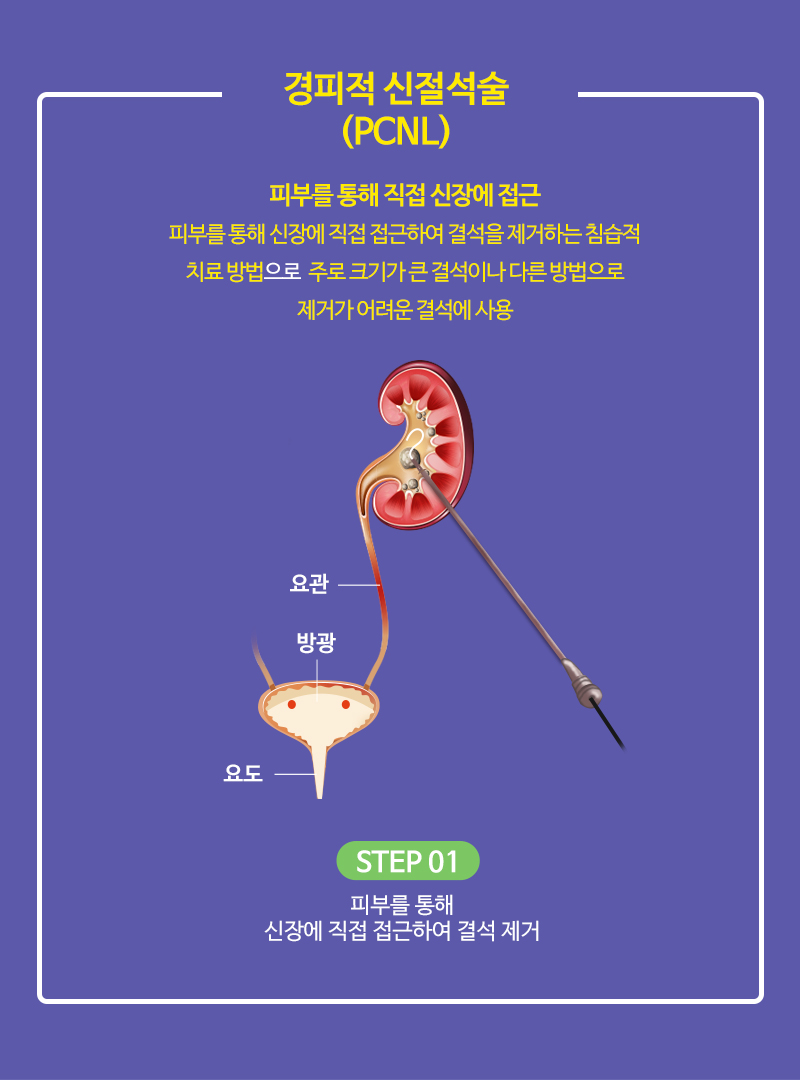 경피적 신절석술
(PCNL)
피부를 통해 직접 신장에 접근
피부를 통해 신장에 직접 접근하여 결석을 제거하는 침습적
치료 방법으로 주로 크기가 큰 결석이나 다른 방법으로
제거가 어려운 결석에 사용
요관
방광
요도
STEP 01
피부를 통해
신장에 직접 접근하여 결석 제거